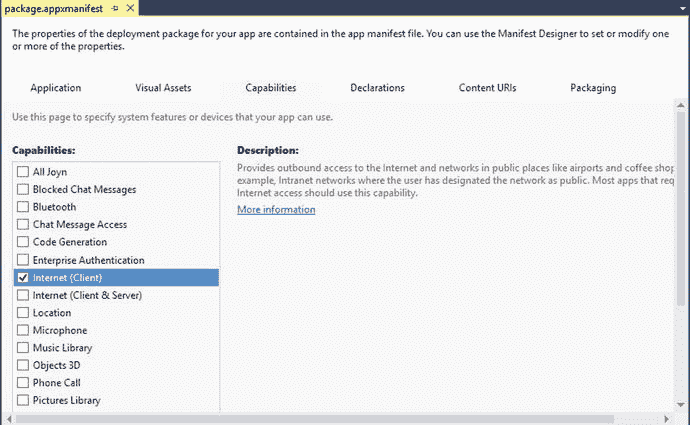 package.appxmanifest
The properties of the deployment package for your app are contained in the app manifest file. You can use the Manifest Designer to set or modify one
or more of the properties.
Application Visual Assets Capabilities Declarations Content URIs Packaging
Use this page to specify system features or devices that your app can use.
Capabilities:
All Joyn
Blocked Chat Messages
Bluetooth
Chat Message Access
Code Generation
Enterprise Authentication
Internet (Client)
Internet (Client & Server)
Location
Microphone
Music Library
Objects 3D
Phone Call
Pictures Library
Description:
Provides outbound access to the Internet and networks in public places like airports and coffee shop
example, Intranet networks where the user has designated the network as public. Most apps that req
Internet access should use this capability.
More information